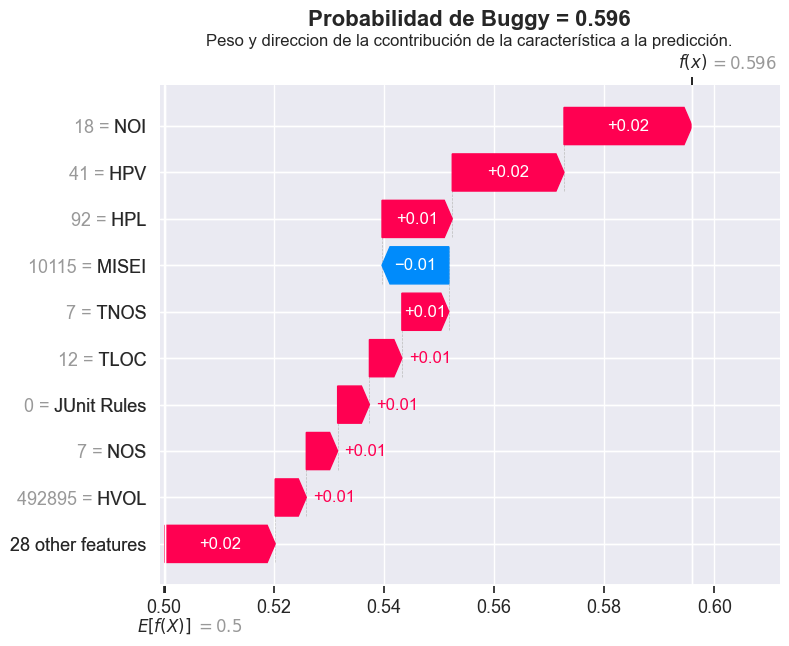 Probabilidad de Buggy = 0.596
Peso y direccion de la ccontribución de la característica a la predicción.
f(x) = 0.596
18 = NOI +0.02
41 = HPV +0.02
92 = HPL +0.01
10115 = MISEI −0.01
7 = TNOS +0.01
12 = TLOC +0.01
0 = JUnit Rules +0.01
7 = NOS +0.01
492895 = HVOL +0.01
28 other features +0.02
0.50 0.52 0.54 0.56 0.58 0.60
E[f(X)] = 0.5